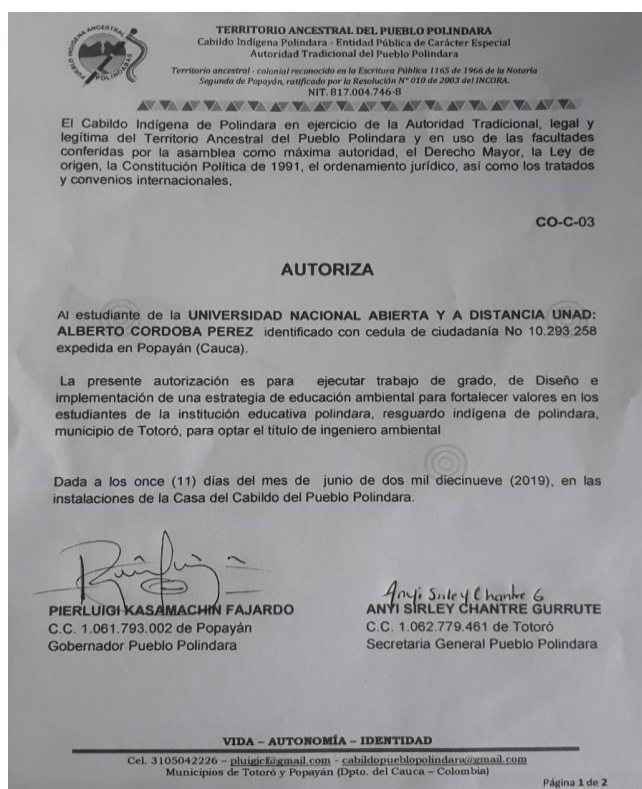 PUEBLO INDÍGENA ANCESTRAL
POLINDARAS
TERRITORIO ANCESTRAL DEL PUEBLO POLINDARA
Cabildo Indígena Polindara - Entidad Pública de Carácter Especial
Autoridad Tradicional del Pueblo Polindara
Territorio ancestral - colonial reconocido en la Escritura Pública 1165 de 1966 de la Notaría
Segunda de Popayán, ratificado por la Resolución N° 010 de 2003 del INCORA.
NIT. 817.004.746-8
El Cabildo Indígena de Polindara en ejercicio de la Autoridad Tradicional, legal y
legítima del Territorio Ancestral del Pueblo Polindara y en uso de las facultades
conferidas por la asamblea como máxima autoridad, el Derecho Mayor, la Ley de
origen, la Constitución Política de 1991, el ordenamiento jurídico, así como los tratados
y convenios internacionales,
CO-C-03
AUTORIZA
Al estudiante de la UNIVERSIDAD NACIONAL ABIERTA Y A DISTANCIA UNAD:
ALBERTO CORDOBA PEREZ identificado con cedula de ciudadanía No 10.293.258
expedida en Popayán (Cauca).
La presente autorización es para ejecutar trabajo de grado, de Diseño e
implementación de una estrategia de educación ambiental para fortalecer valores en los
estudiantes de la institución educativa polindara, resguardo indígena de polindara,
municipio de Totoró, para optar el título de ingeniero ambiental
Dada a los once (11) días del mes de junio de dos mil diecinueve (2019), en las
instalaciones de la Casa del Cabildo del Pueblo Polindara.
Anyi Sirley Chantre G
PIERLUIGI KASAMACHIN FAJARDO
C.C. 1.061.793.002 de Popayán
Gobernador Pueblo Polindara
ANYI SIRLEY CHANTRE GURRUTE
C.C. 1.062.779.461 de Totoró
Secretaria General Pueblo Polindara
VIDA – AUTONOMÍA – IDENTIDAD
Cel. 3105042226 – pluigicf@gmail.com - cabildopueblopolindara@gmail.com
Municipios de Totoró y Popayán (Dpto. del Cauca – Colombia)
Página 1 de 2